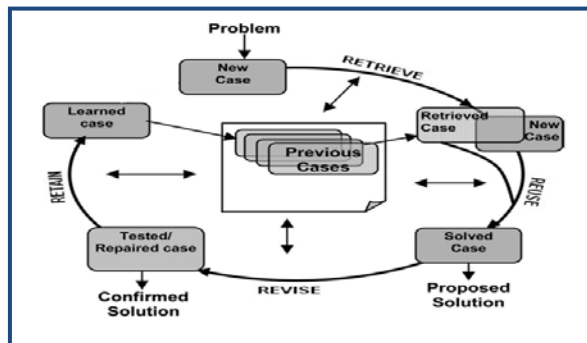 Problem
New
Case
RETRIEVE
Learned
case
Retrieved
Case
New
Case
Previous
Cases
RETAIN
REUSE
Tested/
Repaired case
Solved
Case
Confirmed
Solution
REVISE
Proposed
Solution